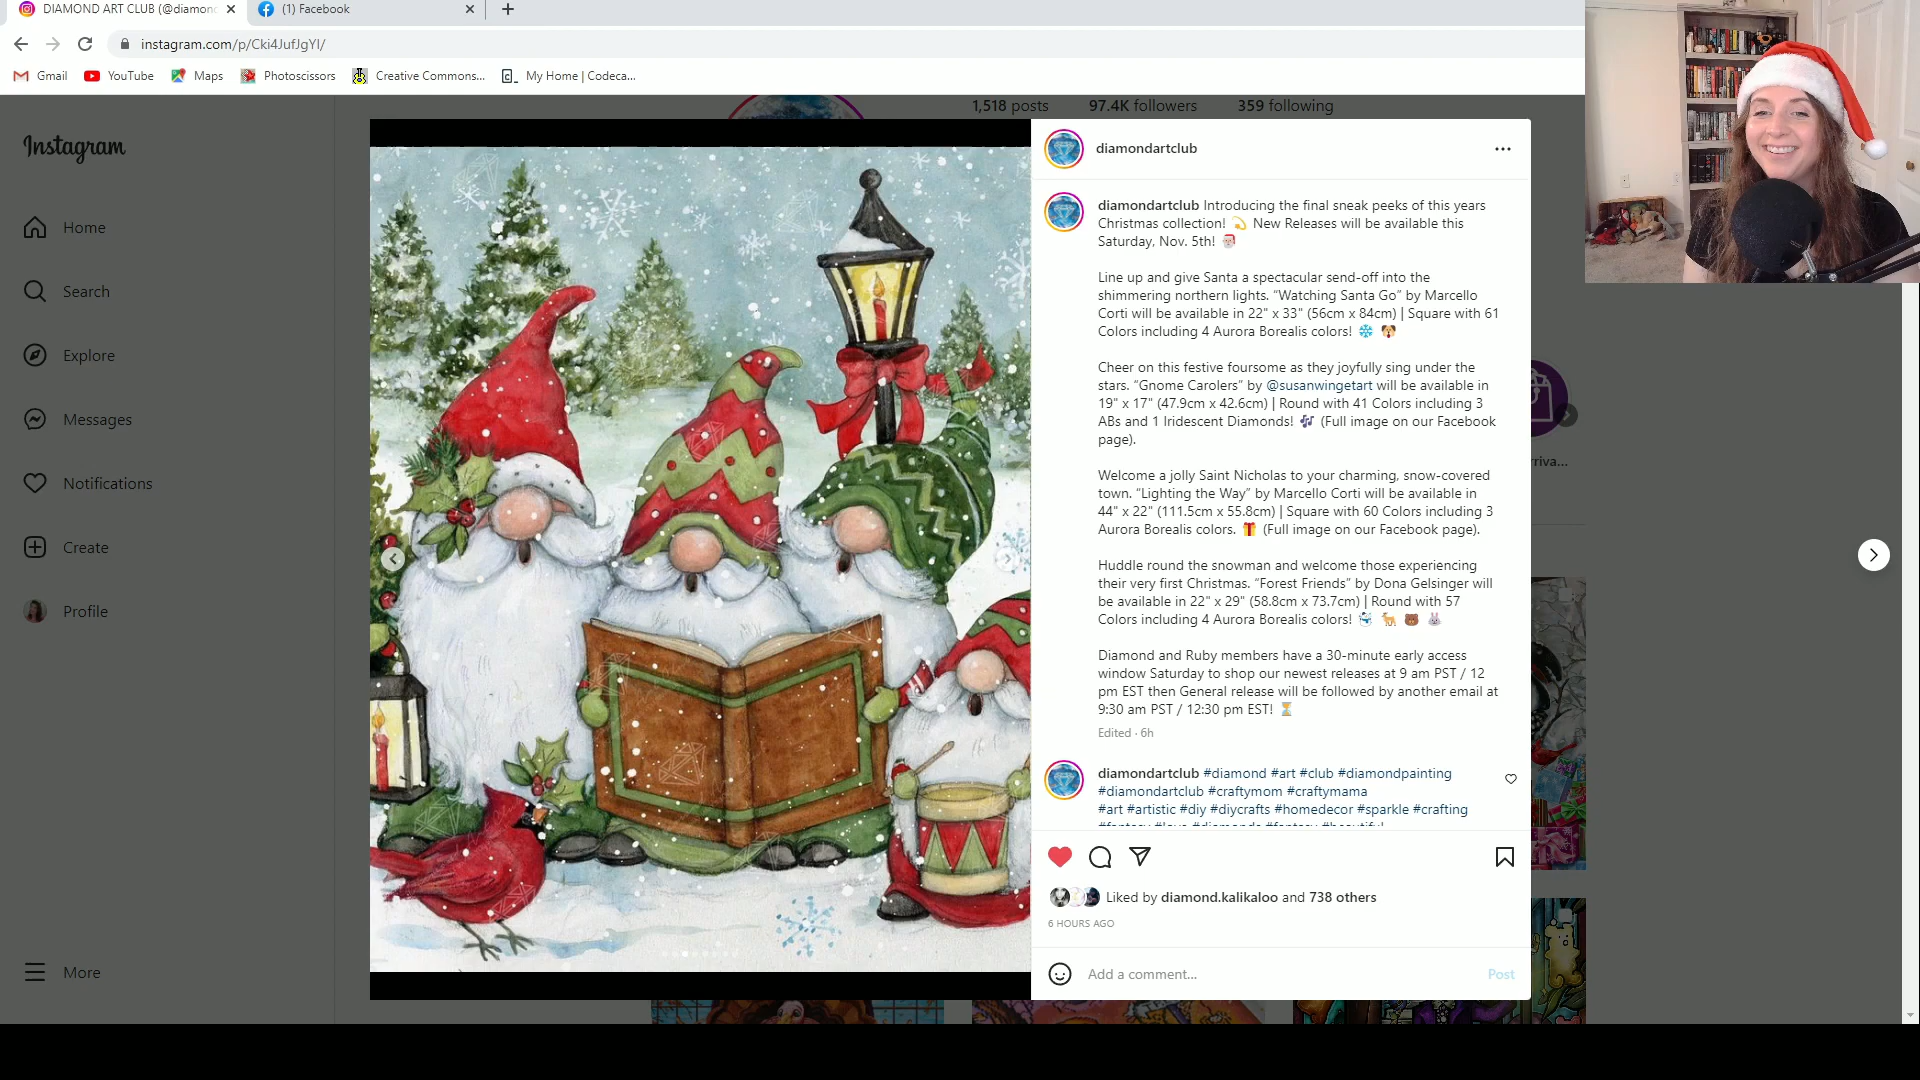 DIAMOND ART CLUB (@diamon
(1) Facebook
instagram.com/p/Cki4JufJgYI/
Gmail
YouTube
Maps
Photoscissors
Creative Commons...
My Home | Codeca...
1,518 posts
97.4K followers
359 following
Instagram
Home
Search
Explore
Messages
Notifications
Create
Profile
More
diamondartclub
diamondartclub Introducing the final sneak peeks of this years
Christmas collection! 💫 New Releases will be available this
Saturday, Nov. 5th! 🎅
Line up and give Santa a spectacular send-off into the
shimmering northern lights. “Watching Santa Go” by Marcello
Corti will be available in 22" x 33" (56cm x 84cm) | Square with 61
Colors including 4 Aurora Borealis colors! ❄️ 🐶
Cheer on this festive foursome as they joyfully sing under the
stars. “Gnome Carolers” by @susanwingetart will be available in
19" x 17" (47.9cm x 42.6cm) | Round with 41 Colors including 3
ABs and 1 Iridescent Diamonds! 🎶 (Full image on our Facebook
page).
Welcome a jolly Saint Nicholas to your charming, snow-covered
town. “Lighting the Way” by Marcello Corti will be available in
44" x 22" (111.5cm x 55.8cm) | Square with 60 Colors including 3
Aurora Borealis colors. 🎁 (Full image on our Facebook page).
Huddle round the snowman and welcome those experiencing
their very first Christmas. “Forest Friends” by Dona Gelsinger will
be available in 22" x 29" (58.8cm x 73.7cm) | Round with 57
Colors including 4 Aurora Borealis colors! ⛄ 🦌 🐻 🐰
Diamond and Ruby members have a 30-minute early access
window Saturday to shop our newest releases at 9 am PST / 12
pm EST then General release will be followed by another email at
9:30 am PST / 12:30 pm EST! ⏳
Edited · 6h
diamondartclub #diamond #art #club #diamondpainting
#diamondartclub #craftymom #craftymama
#art #artistic #diy #diycrafts #homedecor #sparkle #crafting
Liked by diamond.kalikaloo and 738 others
6 HOURS AGO
Add a comment...
Post
rriva...